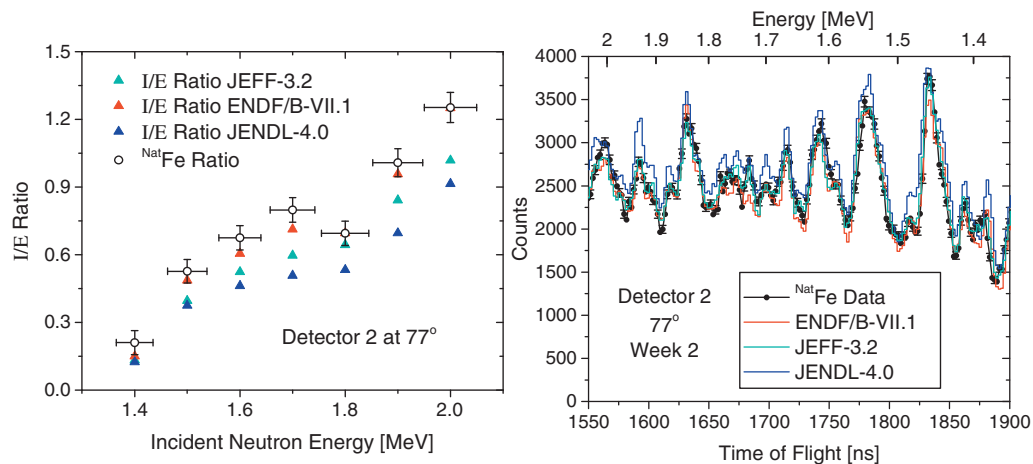 I/E Ratio
1.5
1.2
0.9
0.6
0.3
0.0
I/E Ratio JEFF-3.2
I/E Ratio ENDF/B-VII.1
I/E Ratio JENDL-4.0
NatFe Ratio
Detector 2 at 77°
1.4 1.6 1.8 2.0
Incident Neutron Energy [MeV]
Energy [MeV]
2 1.9 1.8 1.7 1.6 1.5 1.4
Counts
4000
3500
3000
2500
2000
1500
1000
500
0
Detector 2
77°
Week 2
NatFe Data
ENDF/B-VII.1
JEFF-3.2
JENDL-4.0
1550 1600 1650 1700 1750 1800 1850 1900
Time of Flight [ns]